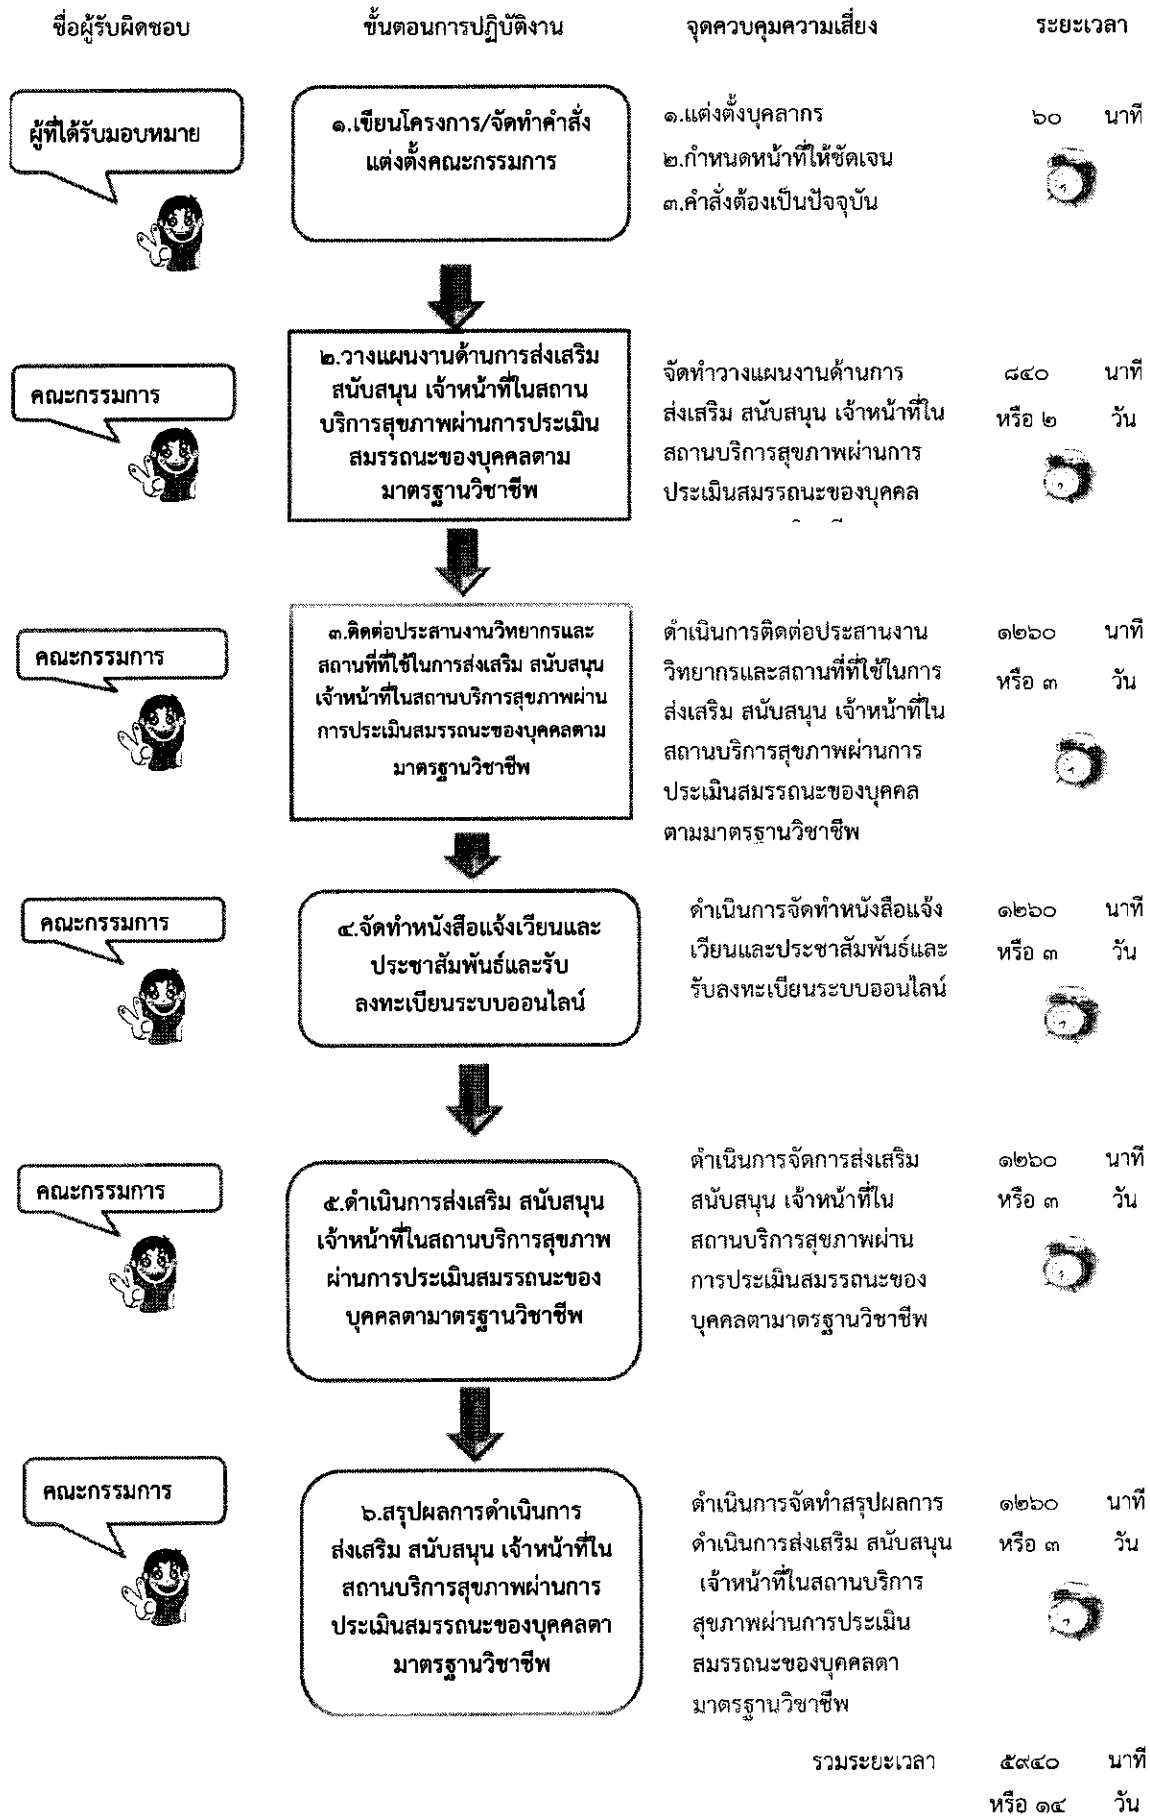 ชื่อผู้รับผิดชอบ ขั้นตอนการปฏิบัติงาน จุดควบคุมความเสี่ยง ระยะเวลา
ผู้ที่ได้รับมอบหมาย
๑.เขียนโครงการ/จัดทำคำสั่ง
แต่งตั้งคณะกรรมการ
๑.แต่งตั้งบุคลากร
๒.กำหนดหน้าที่ให้ชัดเจน
๓.คำสั่งต้องเป็นปัจจุบัน
๖๐ นาที
คณะกรรมการ
๒.วางแผนงานด้านการส่งเสริม
สนับสนุน เจ้าหน้าที่ในสถาน
บริการสุขภาพผ่านการประเมิน
สมรรถนะของบุคคลตาม
มาตรฐานวิชาชีพ
จัดทำวางแผนงานด้านการ
ส่งเสริม สนับสนุน เจ้าหน้าที่ใน
สถานบริการสุขภาพผ่านการ
ประเมินสมรรถนะของบุคคล
๘๔๐ นาที
หรือ ๒ วัน
คณะกรรมการ
๓.ติดต่อประสานงานวิทยากรและ
สถานที่ที่ใช้ในการส่งเสริม สนับสนุน
เจ้าหน้าที่ในสถานบริการสุขภาพผ่าน
การประเมินสมรรถนะของบุคคลตาม
มาตรฐานวิชาชีพ
ดำเนินการติดต่อประสานงาน
วิทยากรและสถานที่ที่ใช้ในการ
ส่งเสริม สนับสนุน เจ้าหน้าที่ใน
สถานบริการสุขภาพผ่านการ
ประเมินสมรรถนะของบุคคล
ตามมาตรฐานวิชาชีพ
๑๒๖๐ นาที
หรือ ๓ วัน
คณะกรรมการ
๔.จัดทำหนังสือแจ้งเวียนและ
ประชาสัมพันธ์และรับ
ลงทะเบียนระบบออนไลน์
ดำเนินการจัดทำหนังสือแจ้ง
เวียนและประชาสัมพันธ์และ
รับลงทะเบียนระบบออนไลน์
๑๒๖๐ นาที
หรือ ๓ วัน
คณะกรรมการ
๕.ดำเนินการส่งเสริม สนับสนุน
เจ้าหน้าที่ในสถานบริการสุขภาพ
ผ่านการประเมินสมรรถนะของ
บุคคลตามาตรฐานวิชาชีพ
ดำเนินการจัดการส่งเสริม
สนับสนุน เจ้าหน้าที่ใน
สถานบริการสุขภาพผ่าน
การประเมินสมรรถนะของ
บุคคลตามาตรฐานวิชาชีพ
๑๒๖๐ นาที
หรือ ๓ วัน
คณะกรรมการ
๖.สรุปผลการดำเนินการ
ส่งเสริม สนับสนุน เจ้าหน้าที่ใน
สถานบริการสุขภาพผ่านการ
ประเมินสมรรถนะของบุคคลตา
มาตรฐานวิชาชีพ
ดำเนินการจัดทำสรุปผลการ
ดำเนินการส่งเสริม สนับสนุน
เจ้าหน้าที่ในสถานบริการ
สุขภาพผ่านการประเมิน
สมรรถนะของบุคคลตา
มาตรฐานวิชาชีพ
๑๒๖๐ นาที
หรือ ๓ วัน
รวมระยะเวลา ๕๙๔๐ นาที
หรือ ๑๔ วัน